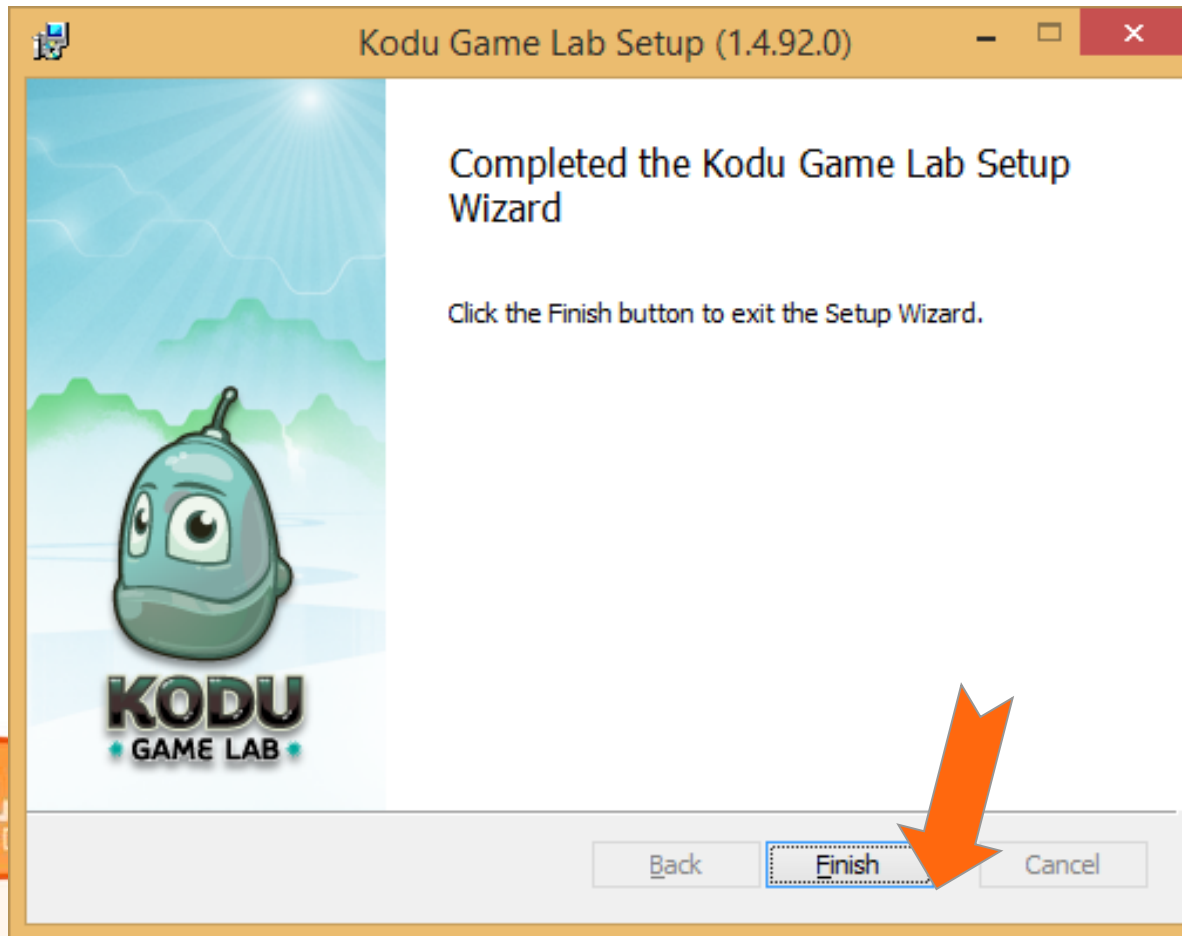 Kodu Game Lab Setup (1.4.92.0)
Completed the Kodu Game Lab Setup
Wizard
Click the Finish button to exit the Setup Wizard.
KODU
GAME LAB
Back Finish Cancel